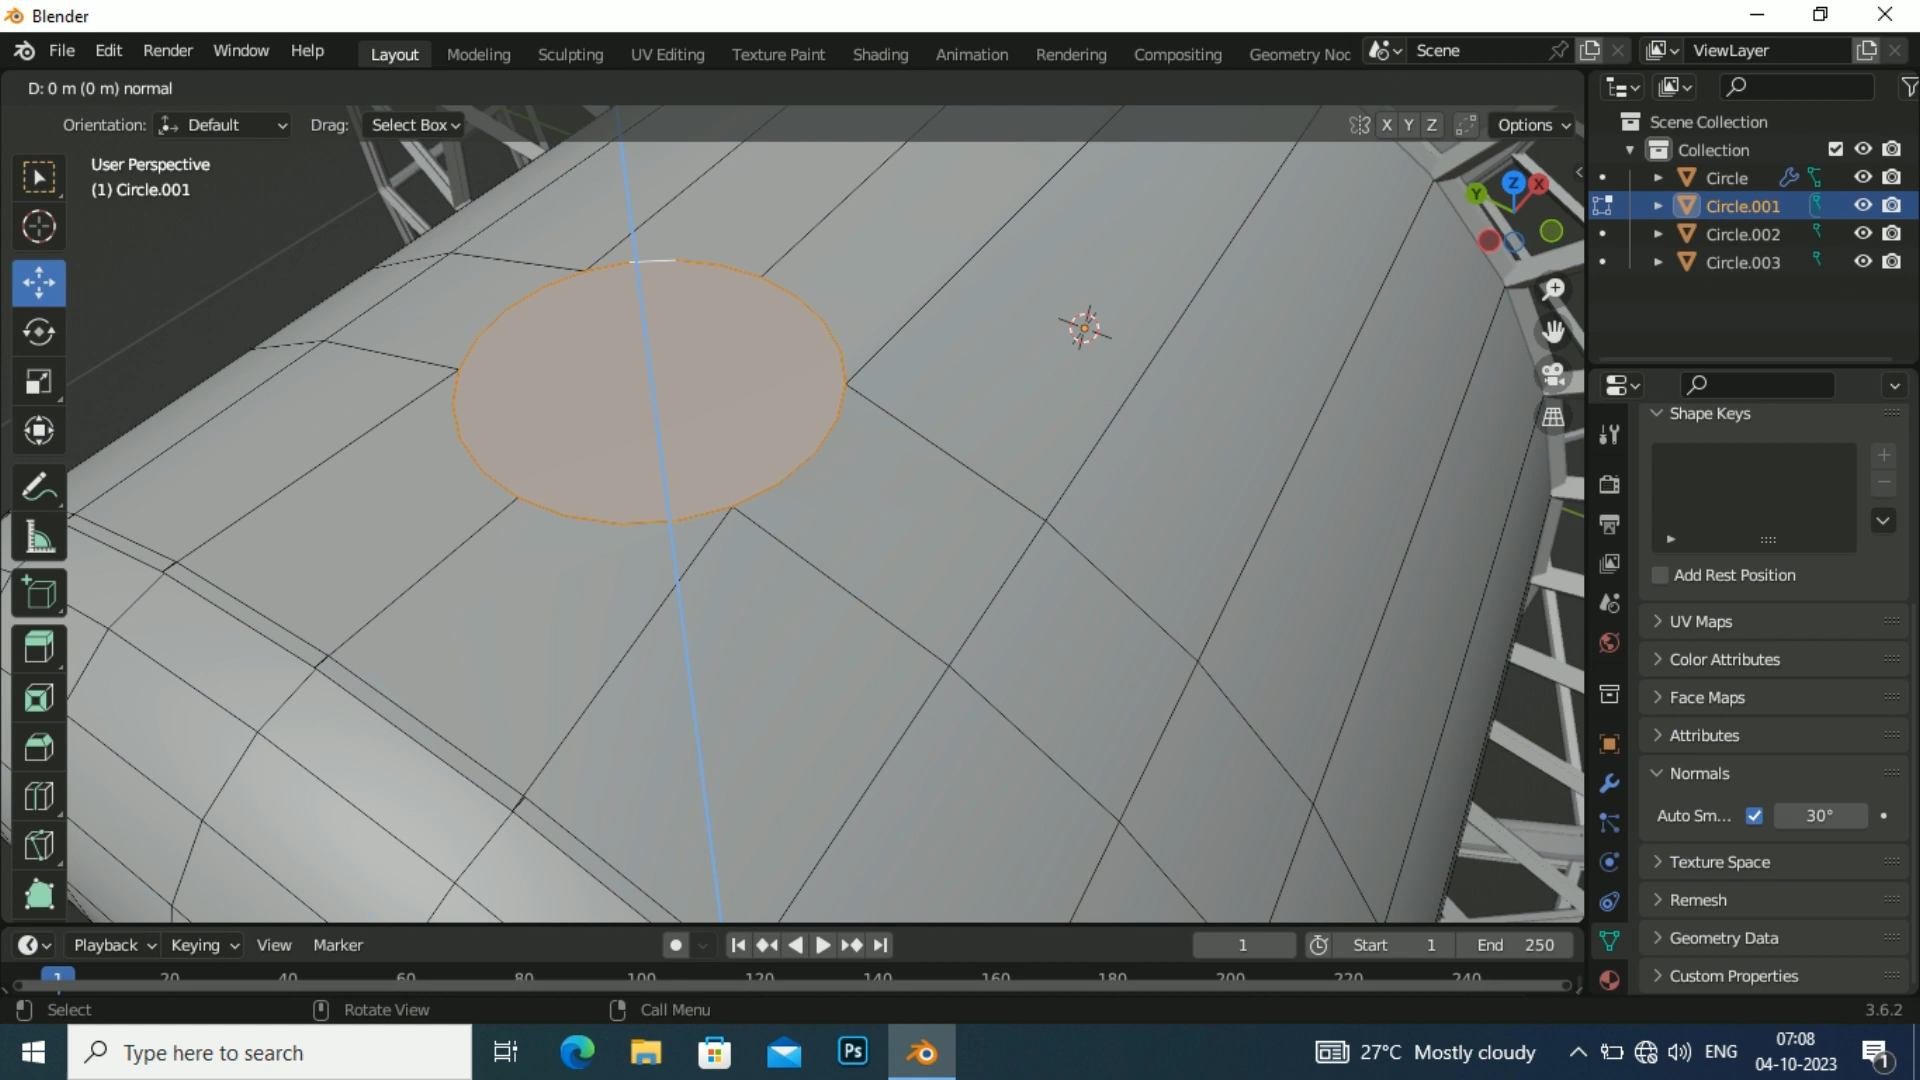 Blender
File Edit Render Window Help
Layout Modeling Sculpting UV Editing Texture Paint Shading Animation Rendering Compositing Geometry Noc
Scene
ViewLayer
D: 0 m (0 m) normal
Orientation: Default Drag: Select Box
X Y Z Options
User Perspective
(1) Circle.001
Z X Y
Scene Collection
Collection
Circle
Circle.001
Circle.002
Circle.003
Shape Keys
Add Rest Position
UV Maps
Color Attributes
Face Maps
Attributes
Normals
Auto Sm... 30°
Texture Space
Remesh
Geometry Data
Custom Properties
Playback Keying View Marker
1 Start 1 End 250
1 20 40 60 80 100 120 140 160 180 200 220 240
Select Rotate View Call Menu 3.6.2
Type here to search
Ps
27°C Mostly cloudy
ENG
07:08
04-10-2023
1